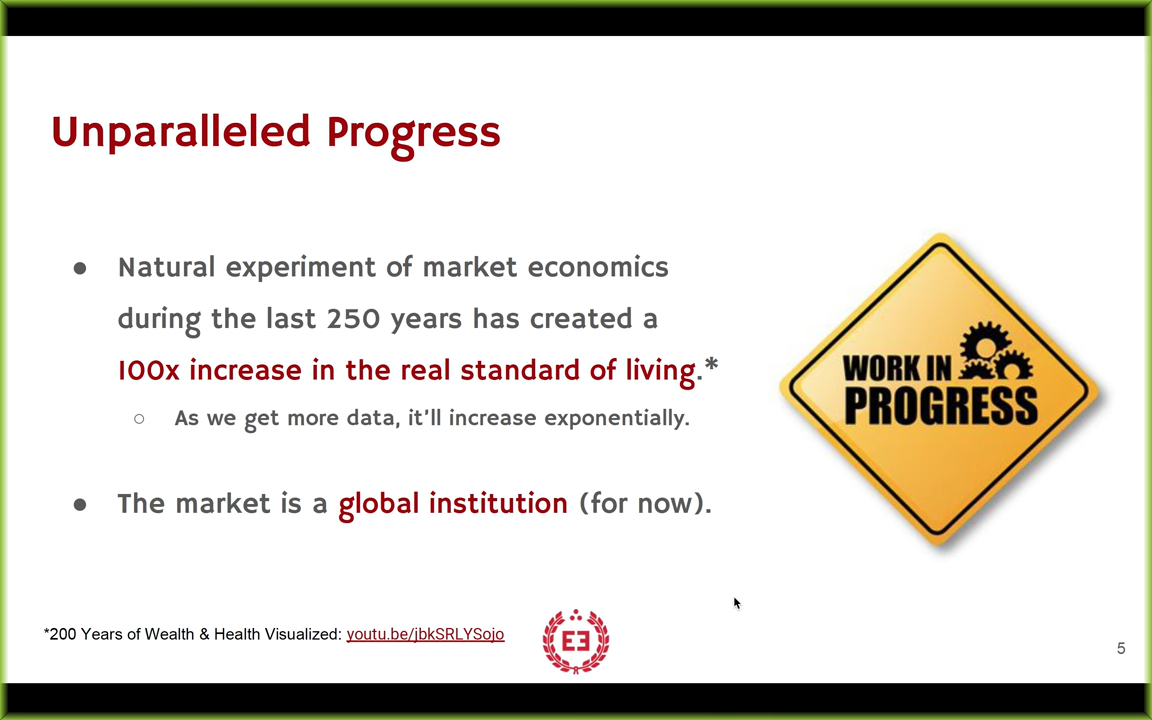 Unparalleled Progress
● Natural experiment of market economics
during the last 250 years has created a
100x increase in the real standard of living.*
○ As we get more data, it'll increase exponentially.
● The market is a global institution (for now).
WORK IN
PROGRESS
*200 Years of Wealth & Health Visualized: youtu.be/jbkSRLYSojo
EƎ
5